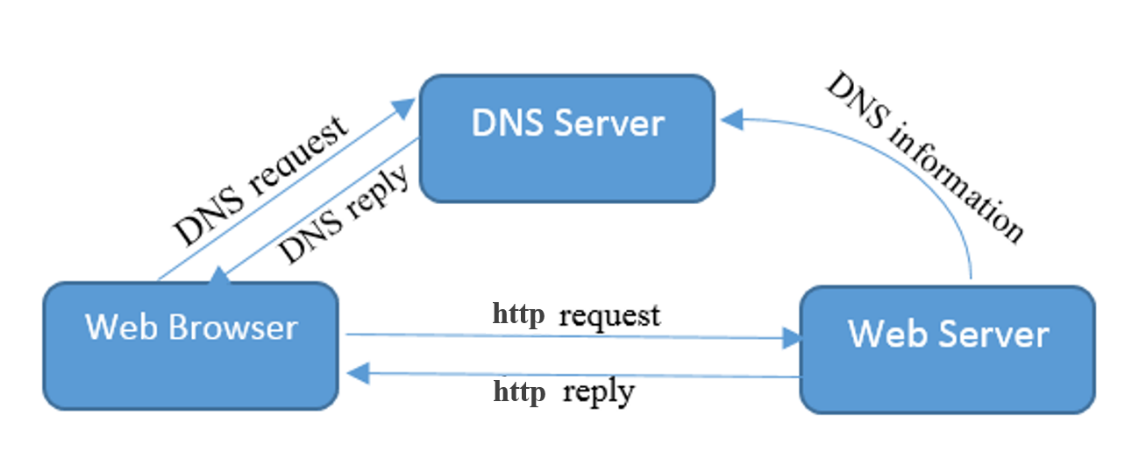 DNS Server
DNS request
DNS reply
DNS information
Web Browser
http request
http reply
Web Server